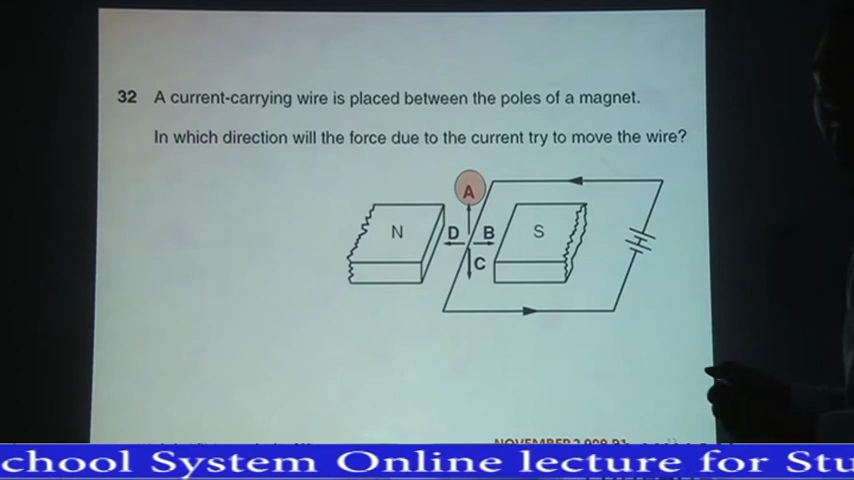 32 A current-carrying wire is placed between the poles of a magnet.
In which direction will the force due to the current try to move the wire?
A
N
D
B
S
C
chool System Online lecture for Stu